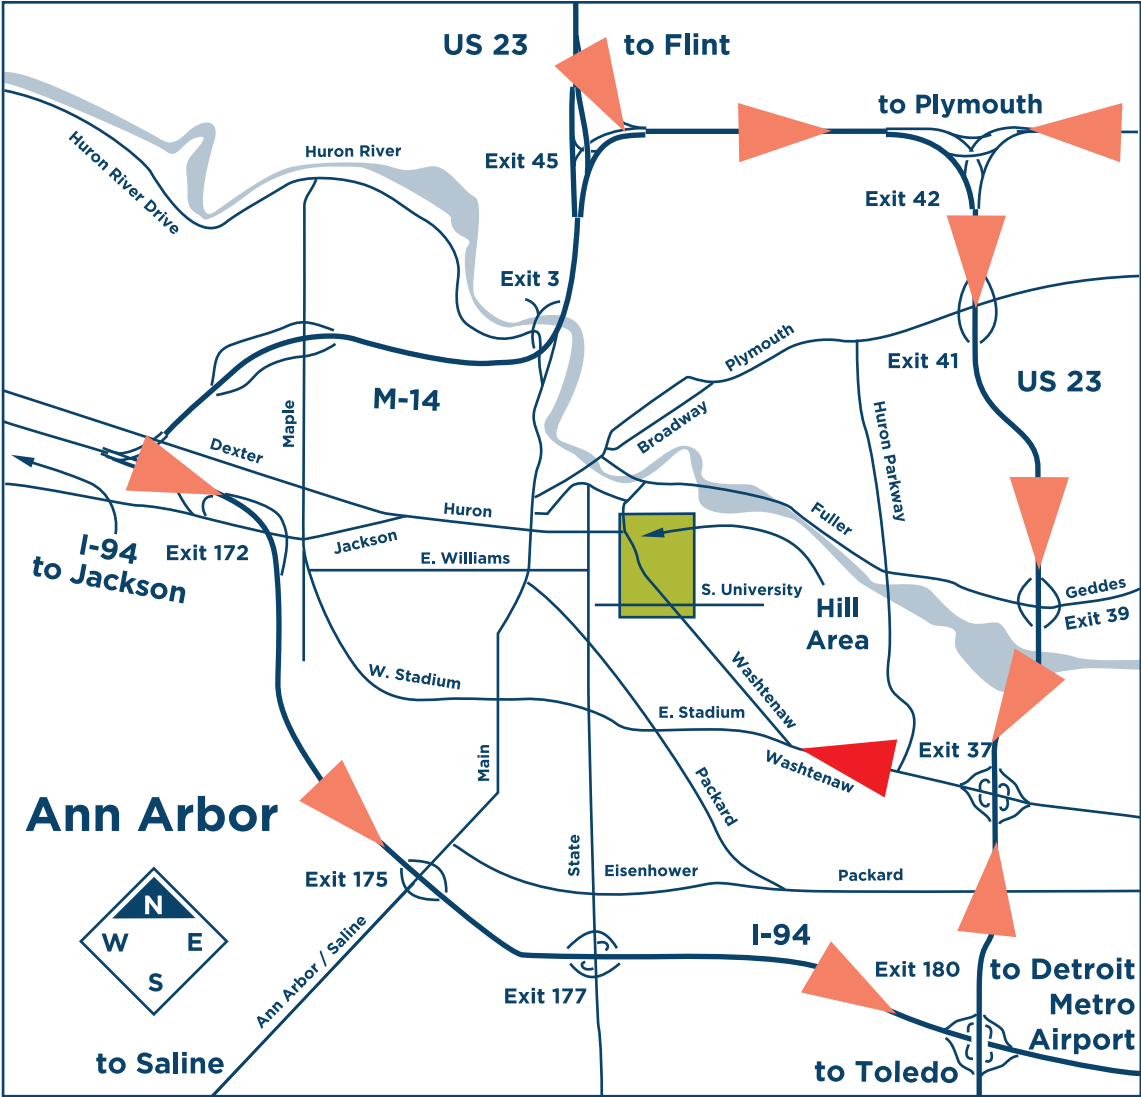 US 23
to Flint
to Plymouth
Huron River
Huron River Drive
Exit 45
Exit 42
Exit 3
Plymouth
Exit 41
US 23
M-14
Maple
Broadway
Huron Parkway
Dexter
Huron
Fuller
I-94
to Jackson
Exit 172
Jackson
E. Williams
S. University
Hill
Area
Geddes
Exit 39
W. Stadium
Washtenaw
E. Stadium
Main
Exit 37
Washtenaw
Packard
Ann Arbor
State
Exit 175
Eisenhower
Packard
N
W
E
S
Ann Arbor / Saline
I-94
Exit 180
to Detroit
Metro
Airport
Exit 177
to Saline
to Toledo